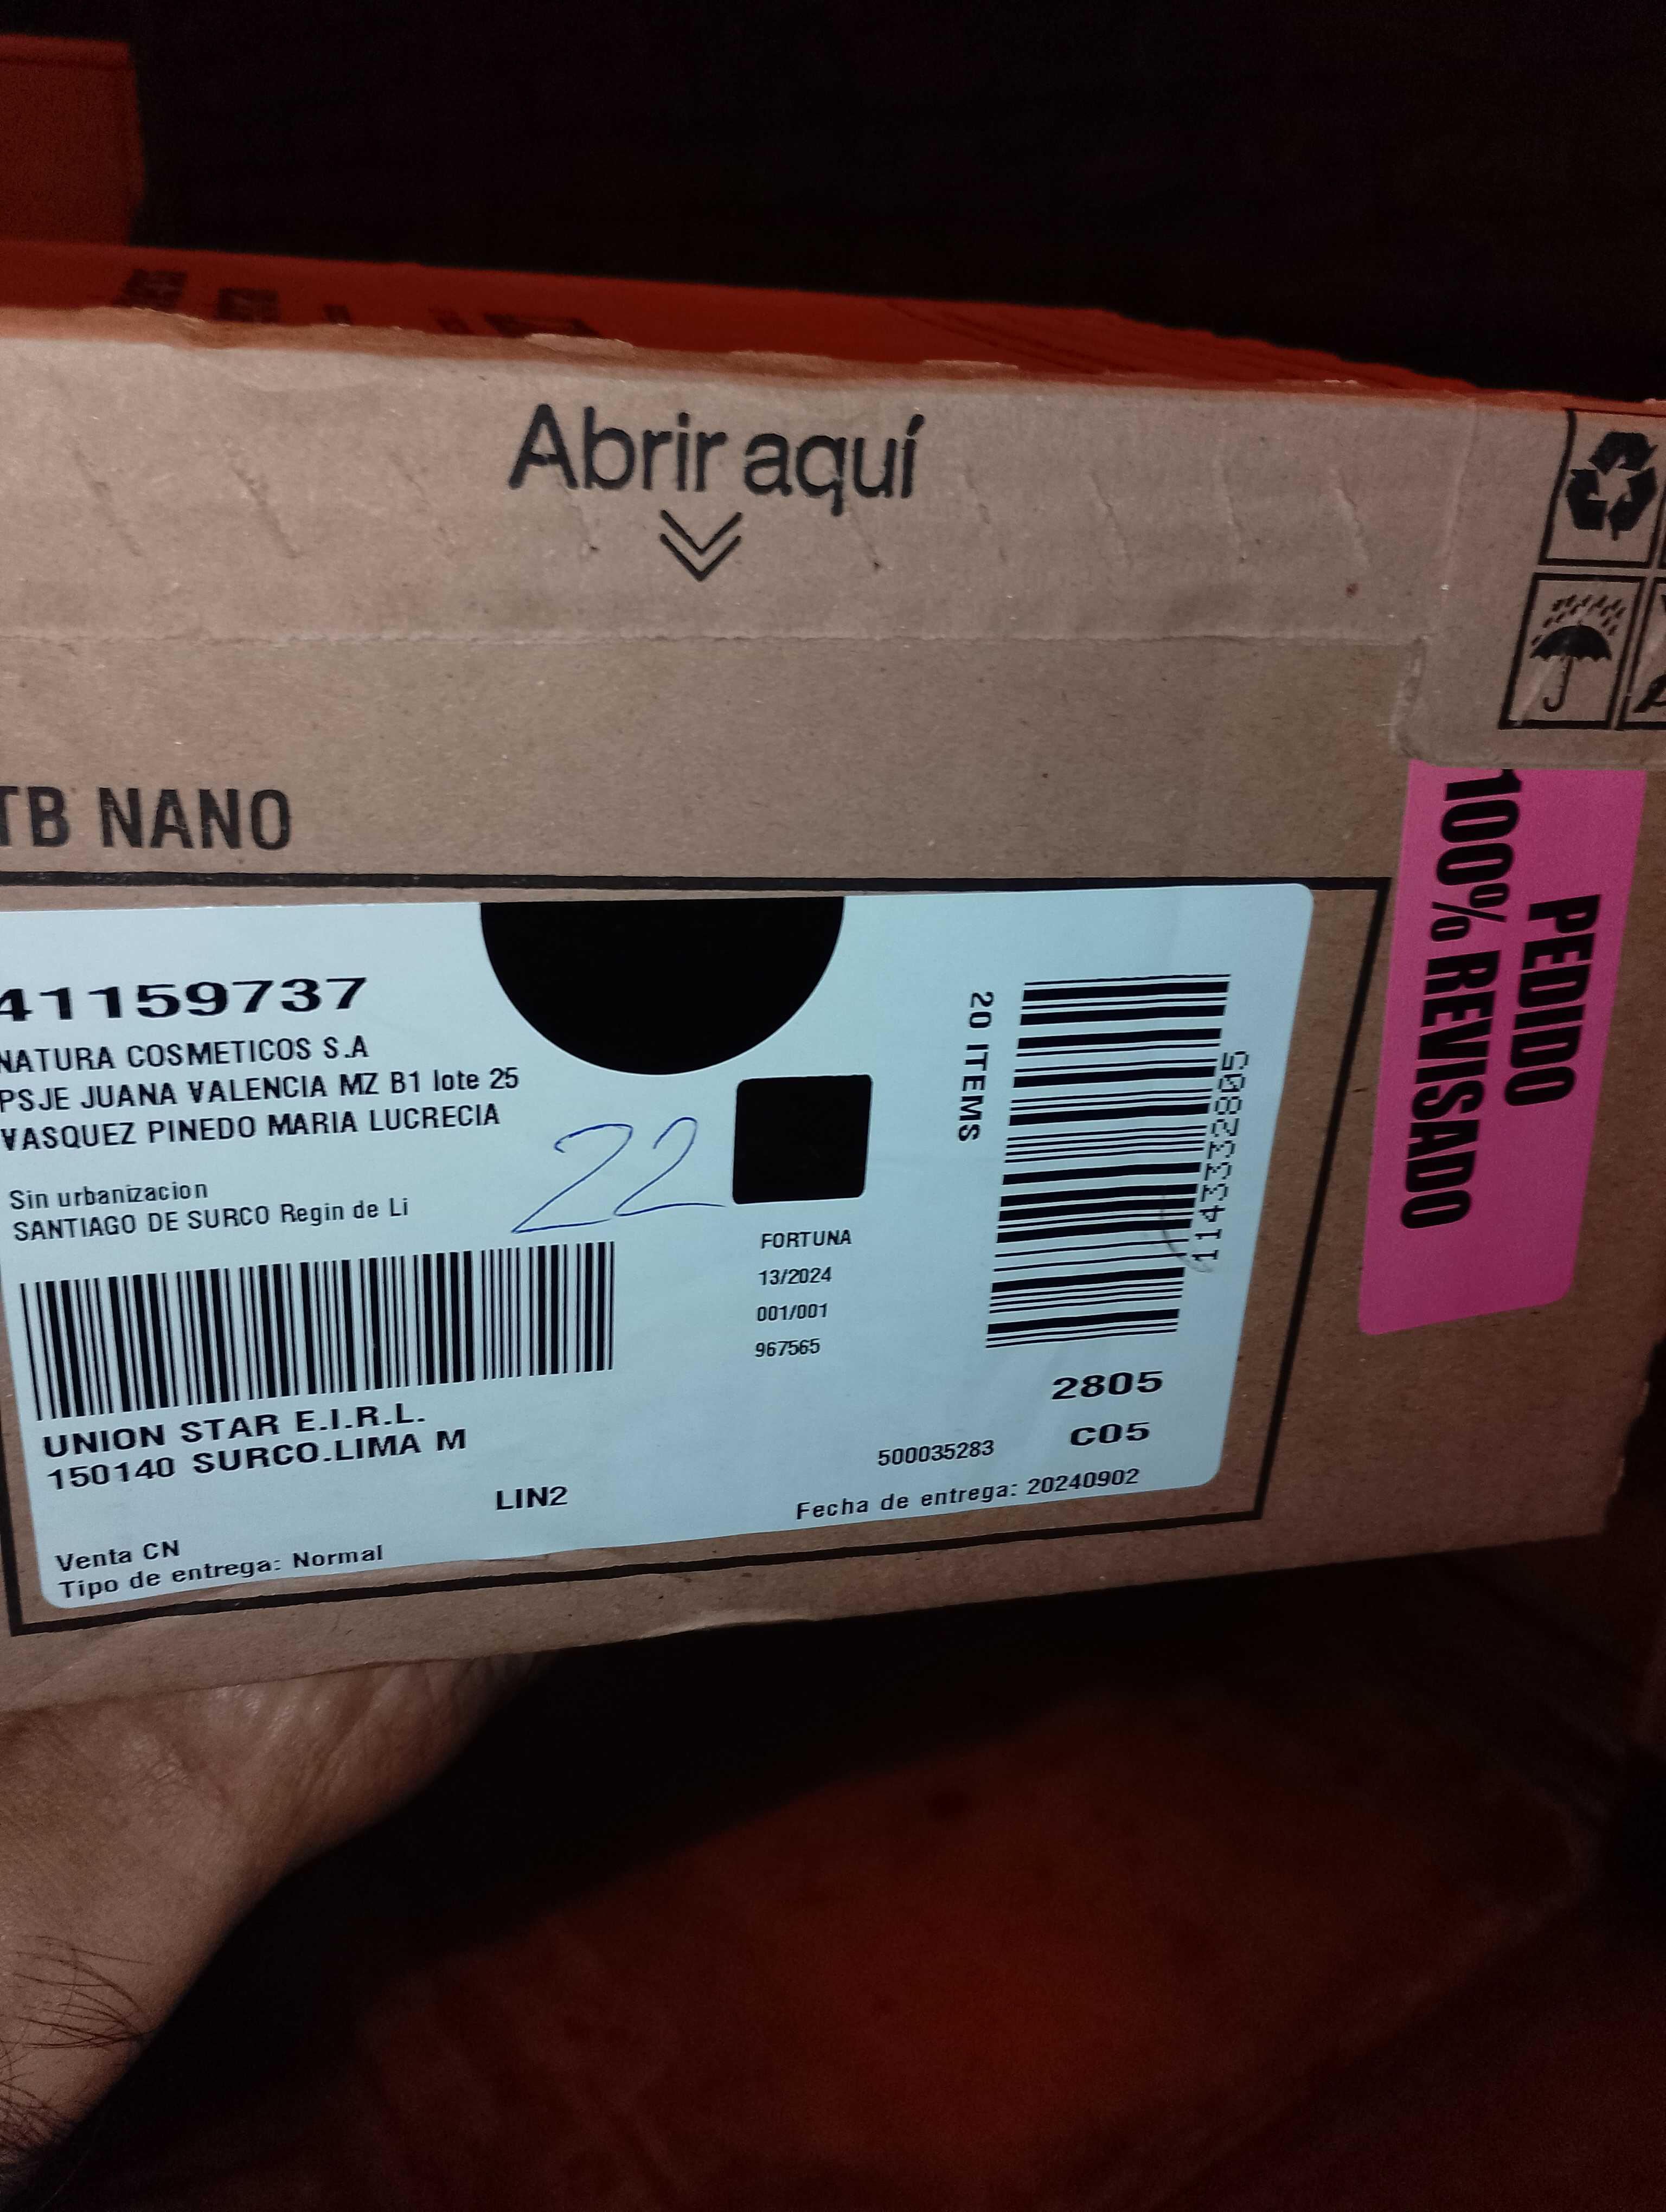 Abrir aquí
TB NANO
PEDIDO
100% REVISADO
41159737
NATURA COSMETICOS S.A
PSJE JUANA VALENCIA MZ B1 lote 25
VASQUEZ PINEDO MARIA LUCRECIA
Sin urbanizacion
SANTIAGO DE SURCO Regin de Li
22
20 ITEMS
FORTUNA
13/2024
001/001
967565
UNION STAR E.I.R.L.
150140 SURCO.LIMA M
LIN2
Venta CN
Tipo de entrega: Normal
2805
C05
500035283
Fecha de entrega: 20240902